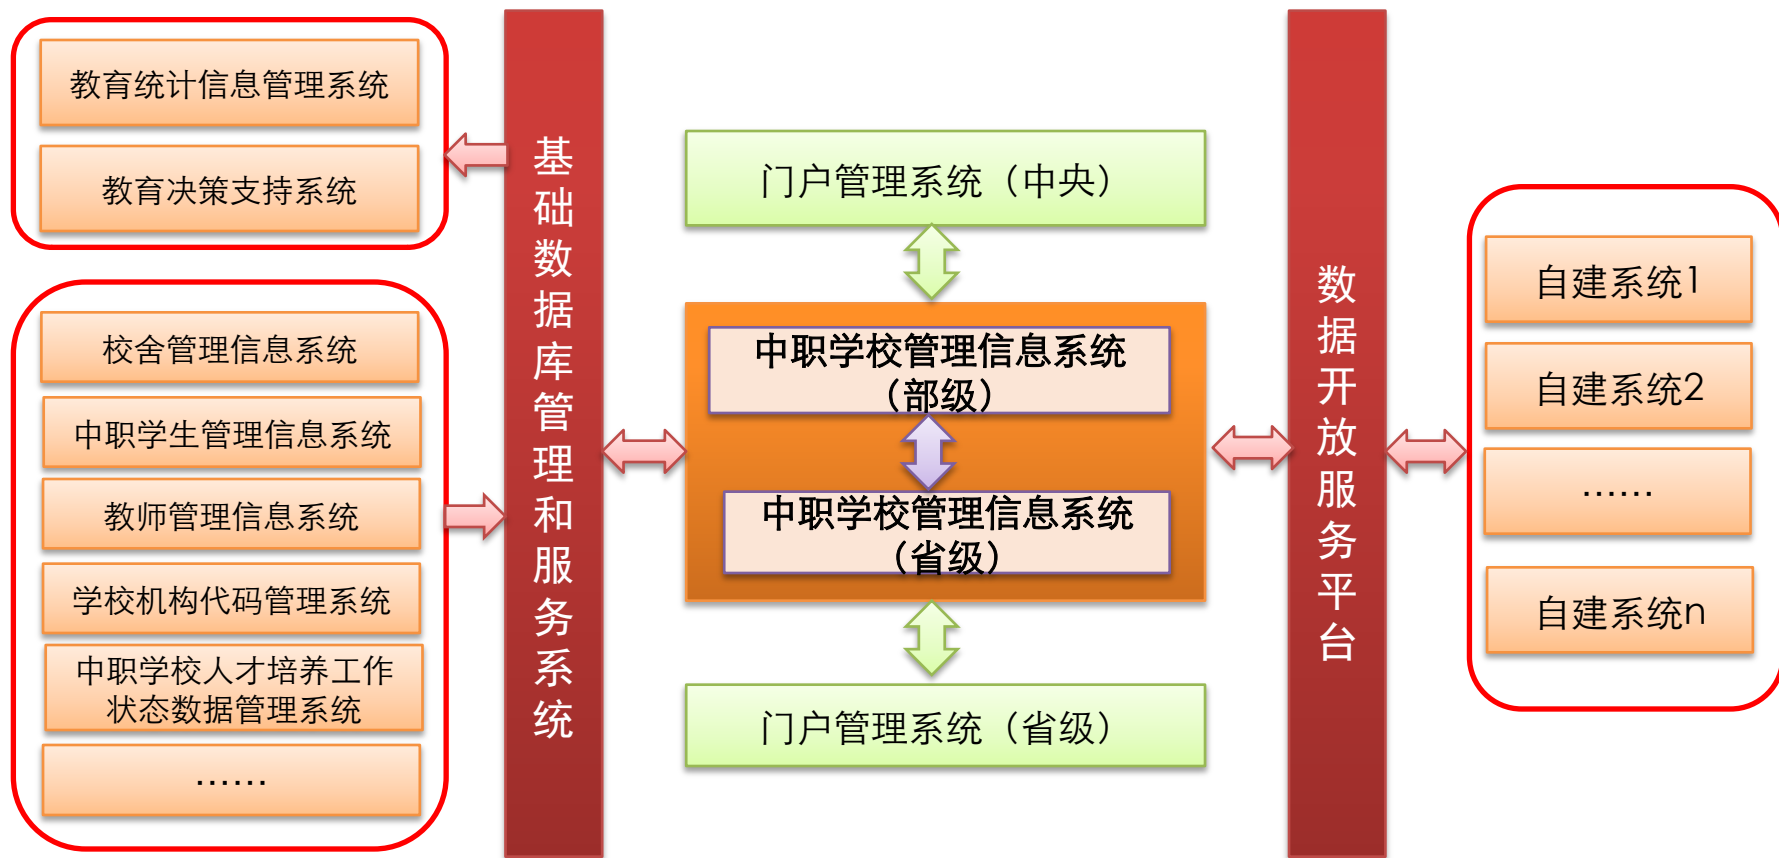 教育统计信息管理系统
教育决策支持系统
校舍管理信息系统
中职学生管理信息系统
教师管理信息系统
学校机构代码管理系统
中职学校人才培养工作
状态数据管理系统
……
基础数据库管理和服务系统
门户管理系统（中央）
中职学校管理信息系统
（部级）
中职学校管理信息系统
（省级）
门户管理系统（省级）
数据开放服务平台
自建系统1
自建系统2
……
自建系统n